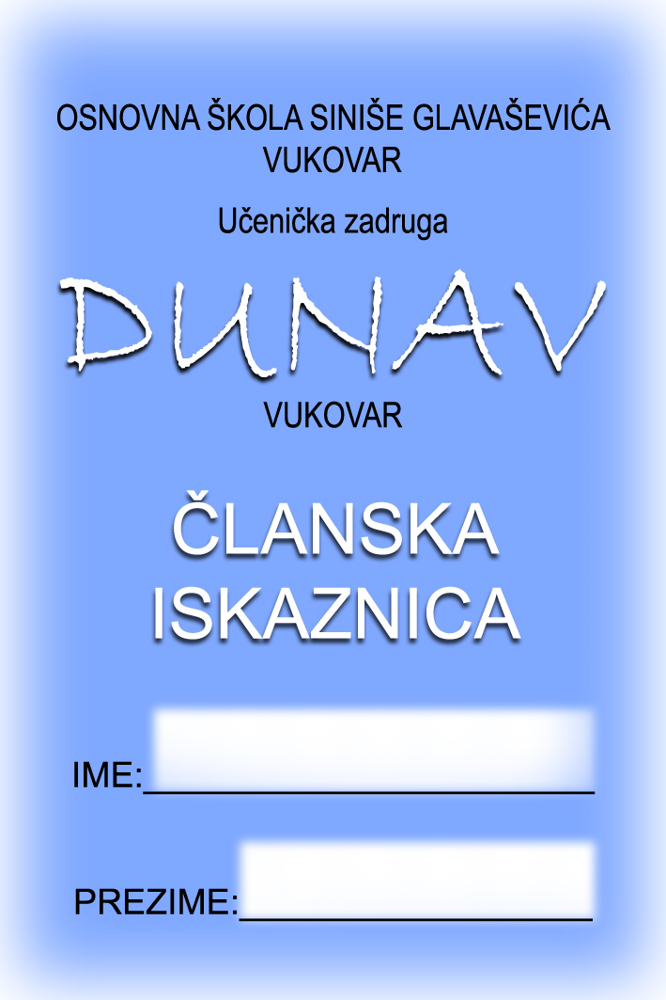 OSNOVNA ŠKOLA SINIŠE GLAVAŠEVIĆA
VUKOVAR
Učenička zadruga
DUNAV
VUKOVAR
ČLANSKA
ISKAZNICA
IME:
PREZIME: